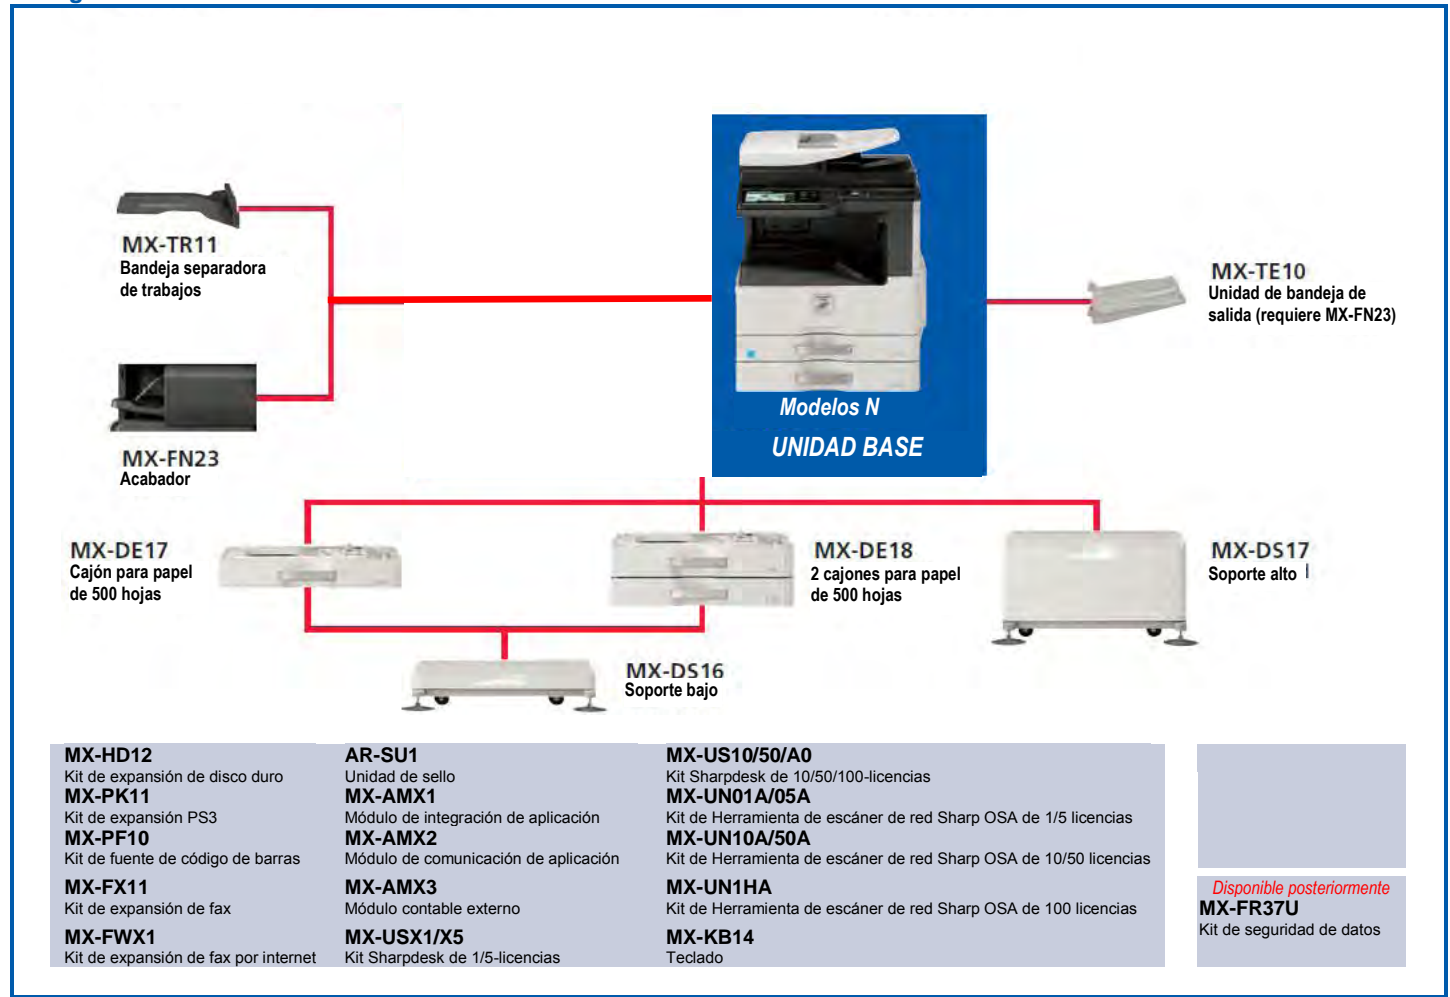 MX-TR11
Bandeja separadora
de trabajos
MX-FN23
Acabador
Modelos N
UNIDAD BASE
MX-TE10
Unidad de bandeja de
salida (requiere MX-FN23)
MX-DE17
Cajón para papel
de 500 hojas
MX-DE18
2 cajones para papel
de 500 hojas
MX-DS17
Soporte alto
MX-DS16
Soporte bajo
MX-HD12
Kit de expansión de disco duro
MX-PK11
Kit de expansión PS3
MX-PF10
Kit de fuente de código de barras
MX-FX11
Kit de expansión de fax
MX-FWX1
Kit de expansión de fax por internet
AR-SU1
Unidad de sello
MX-AMX1
Módulo de integración de aplicación
MX-AMX2
Módulo de comunicación de aplicación
MX-AMX3
Módulo contable externo
MX-USX1/X5
Kit Sharpdesk de 1/5-licencias
MX-US10/50/A0
Kit Sharpdesk de 10/50/100-licencias
MX-UN01A/05A
Kit de Herramienta de escáner de red Sharp OSA de 1/5 licencias
MX-UN10A/50A
Kit de Herramienta de escáner de red Sharp OSA de 10/50 licencias
MX-UN1HA
Kit de Herramienta de escáner de red Sharp OSA de 100 licencias
MX-KB14
Teclado
Disponible posteriormente
MX-FR37U
Kit de seguridad de datos